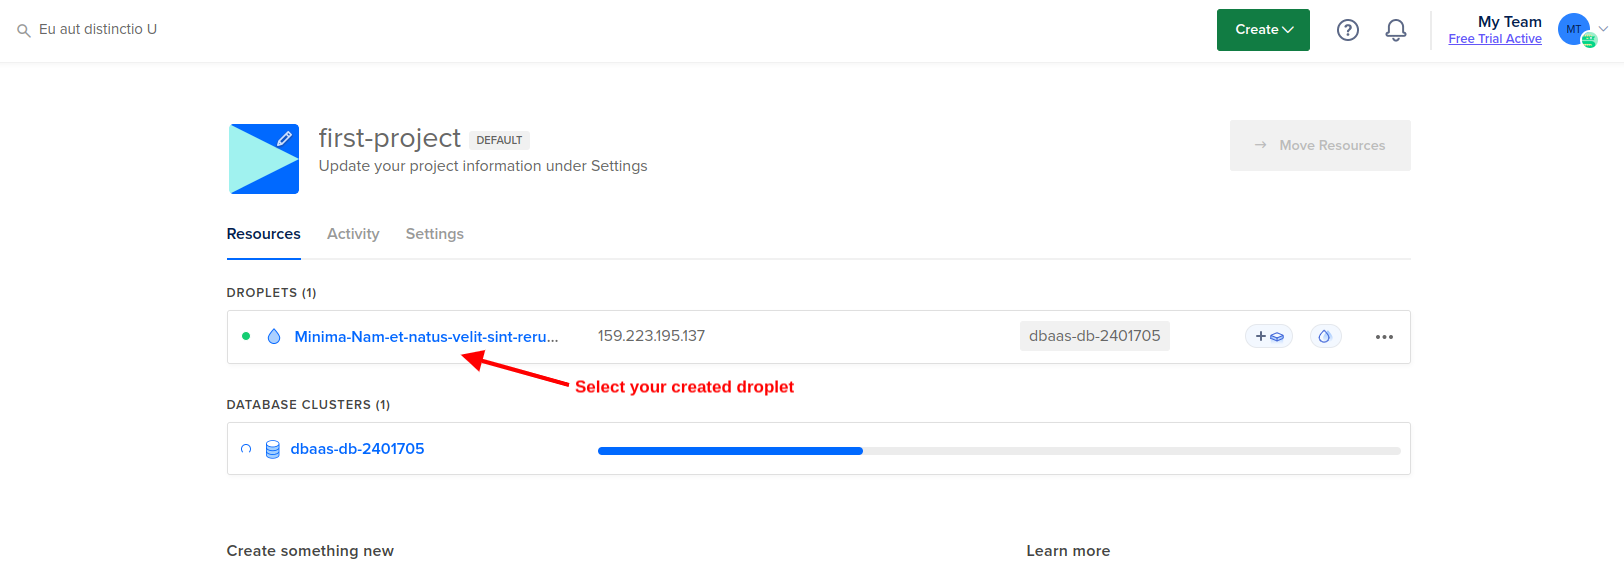 Eu aut distinctio U
Create
My Team
Free Trial Active
MT
first-project DEFAULT
Update your project information under Settings
Move Resources
Resources Activity Settings
DROPLETS (1)
Minima-Nam-et-natus-velit-sint-reru... 159.223.195.137 dbaas-db-2401705
Select your created droplet
DATABASE CLUSTERS (1)
dbaas-db-2401705
Create something new Learn more